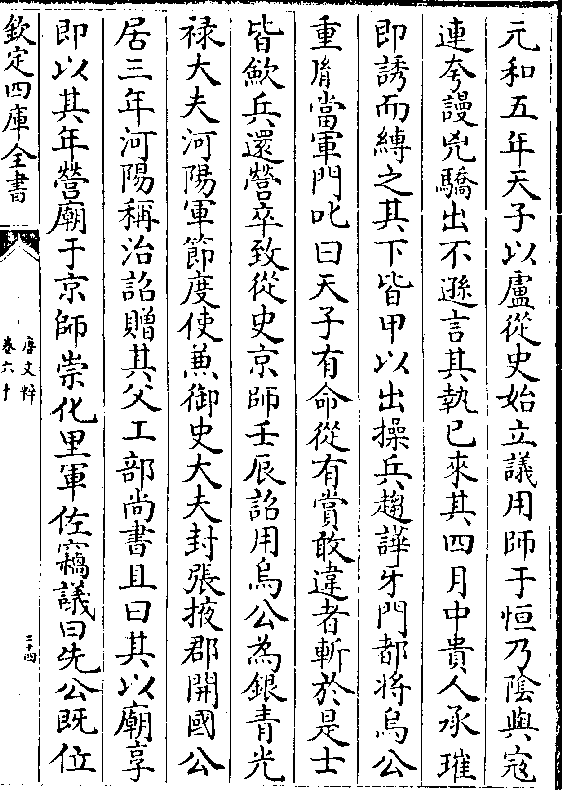 元和五年天子以盧從史始立議用師于恒乃陰與寇
連夸謾兇驕出不遜言其執已來其四月中貴人承璀
即誘而縛之其下皆甲以出操兵趨譁牙門都將烏公
重𦙍當軍門叱曰天子有命從有賞敢違者斬於是士
皆歛兵還營卒致從史京師壬辰詔用烏公為銀青光
禄大夫河陽軍節度使兼御史大夫封張掖郡開國公
居三年河陽稱治詔贈其父工部尚書且曰其以廟享
即以其年營廟于京師崇化里軍佐竊議曰先公既位
欽定四庫全書
唐文粹
卷六十
三十四